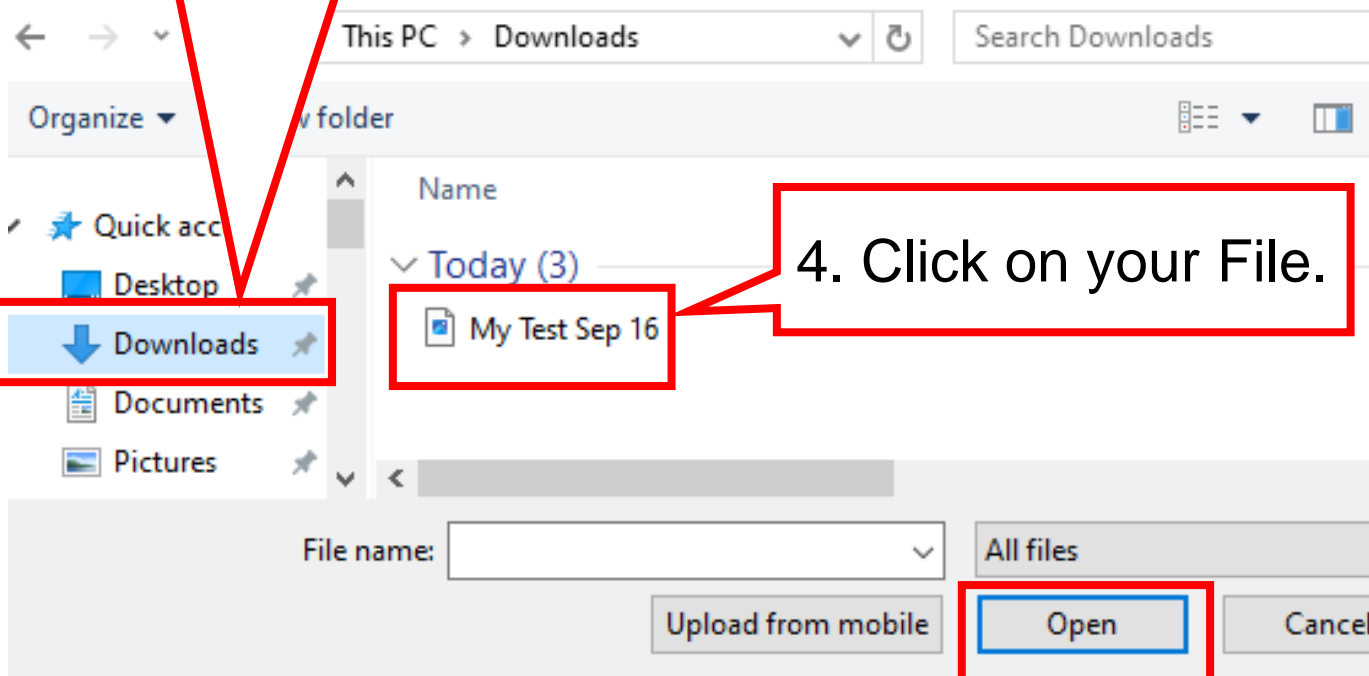 This PC > Downloads
Search Downloads
Organize
w folder
Name
Quick acc
Today (3)
4. Click on your File.
Desktop
My Test Sep 16
Downloads
Documents
Pictures
File name:
All files
Upload from mobile
Open
Cancel